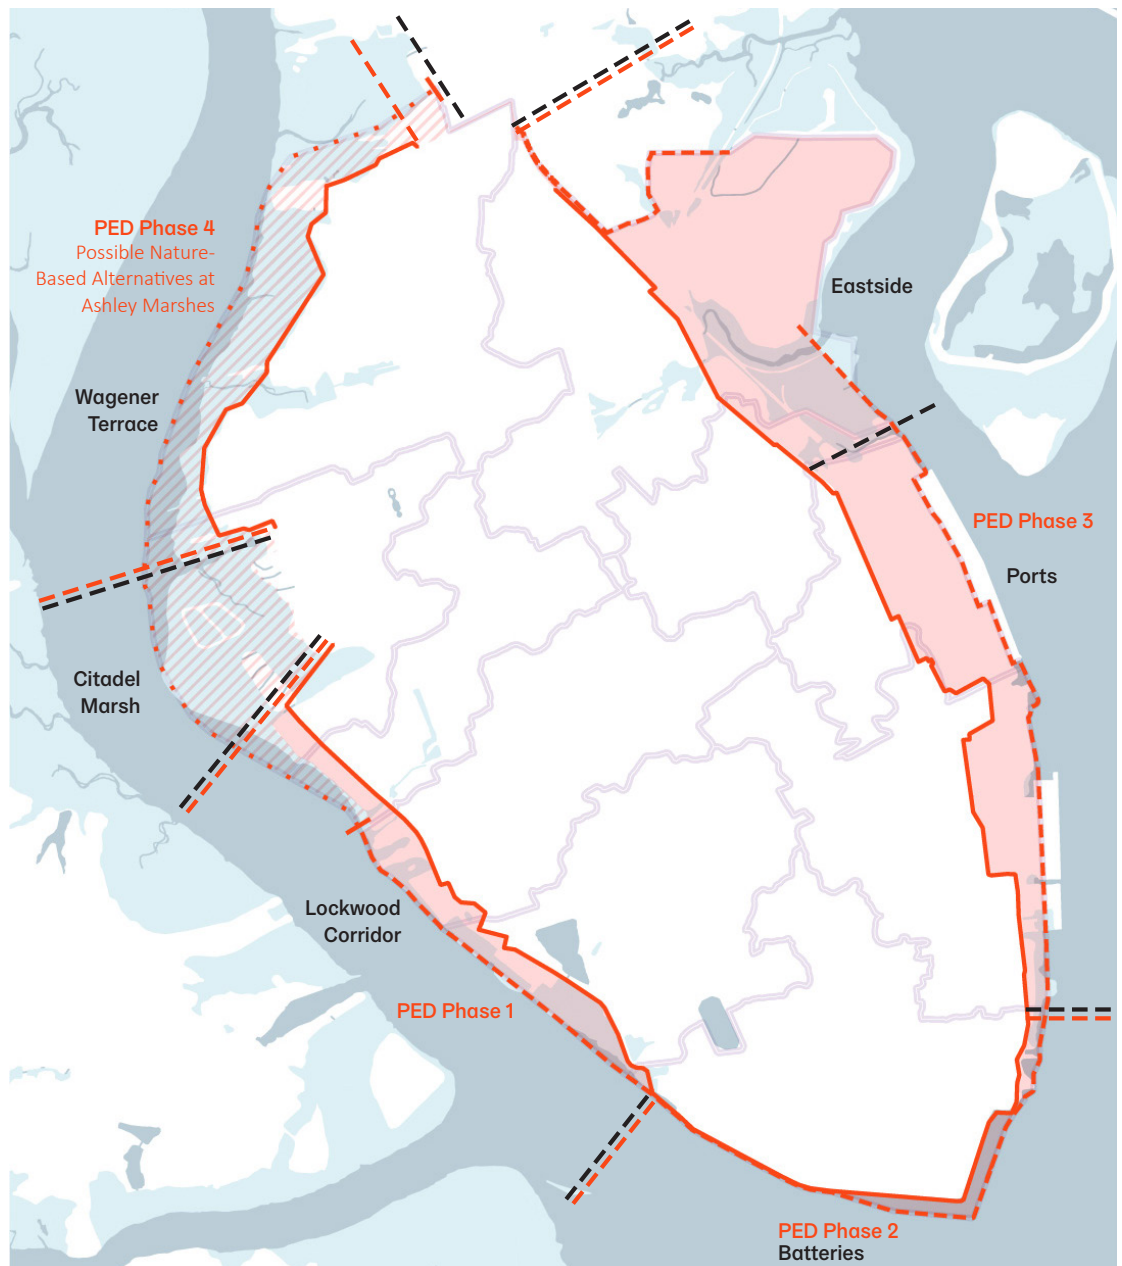 PED Phase 4
Possible Nature-
Based Alternatives at
Ashley Marshes
Eastside
Wagener
Terrace
PED Phase 3
Ports
Citadel
Marsh
Lockwood
Corridor
PED Phase 1
PED Phase 2
Batteries